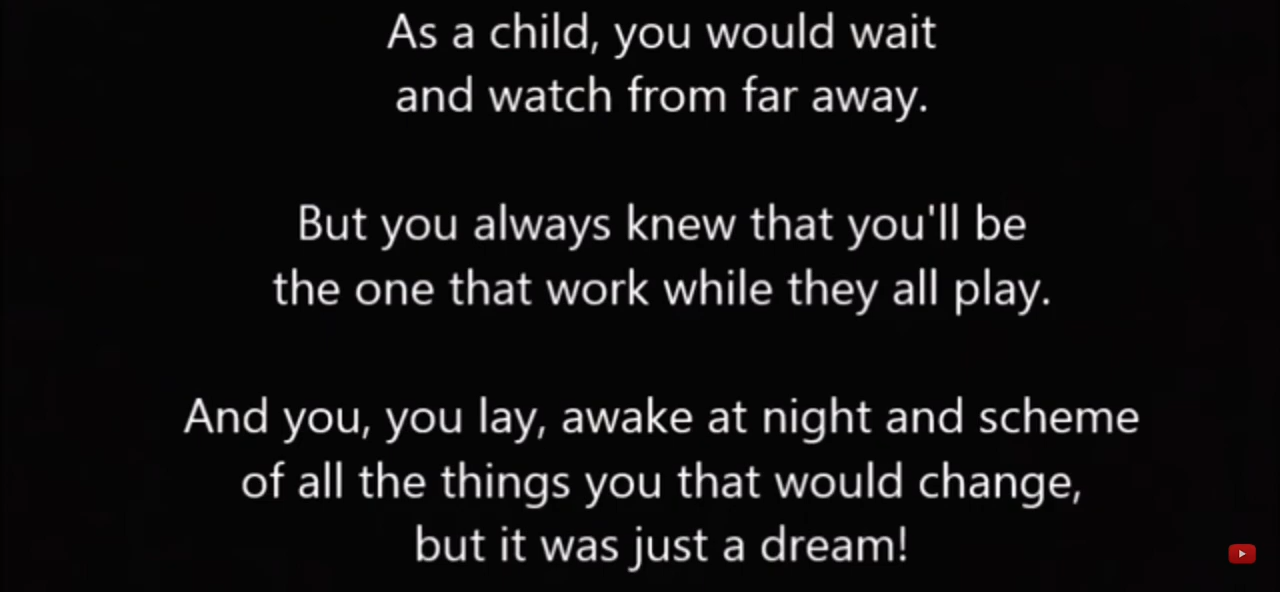 As a child, you would wait
and watch from far away.
But you always knew that you'll be
the one that work while they all play.
And you, you lay, awake at night and scheme
of all the things you that would change,
but it was just a dream!